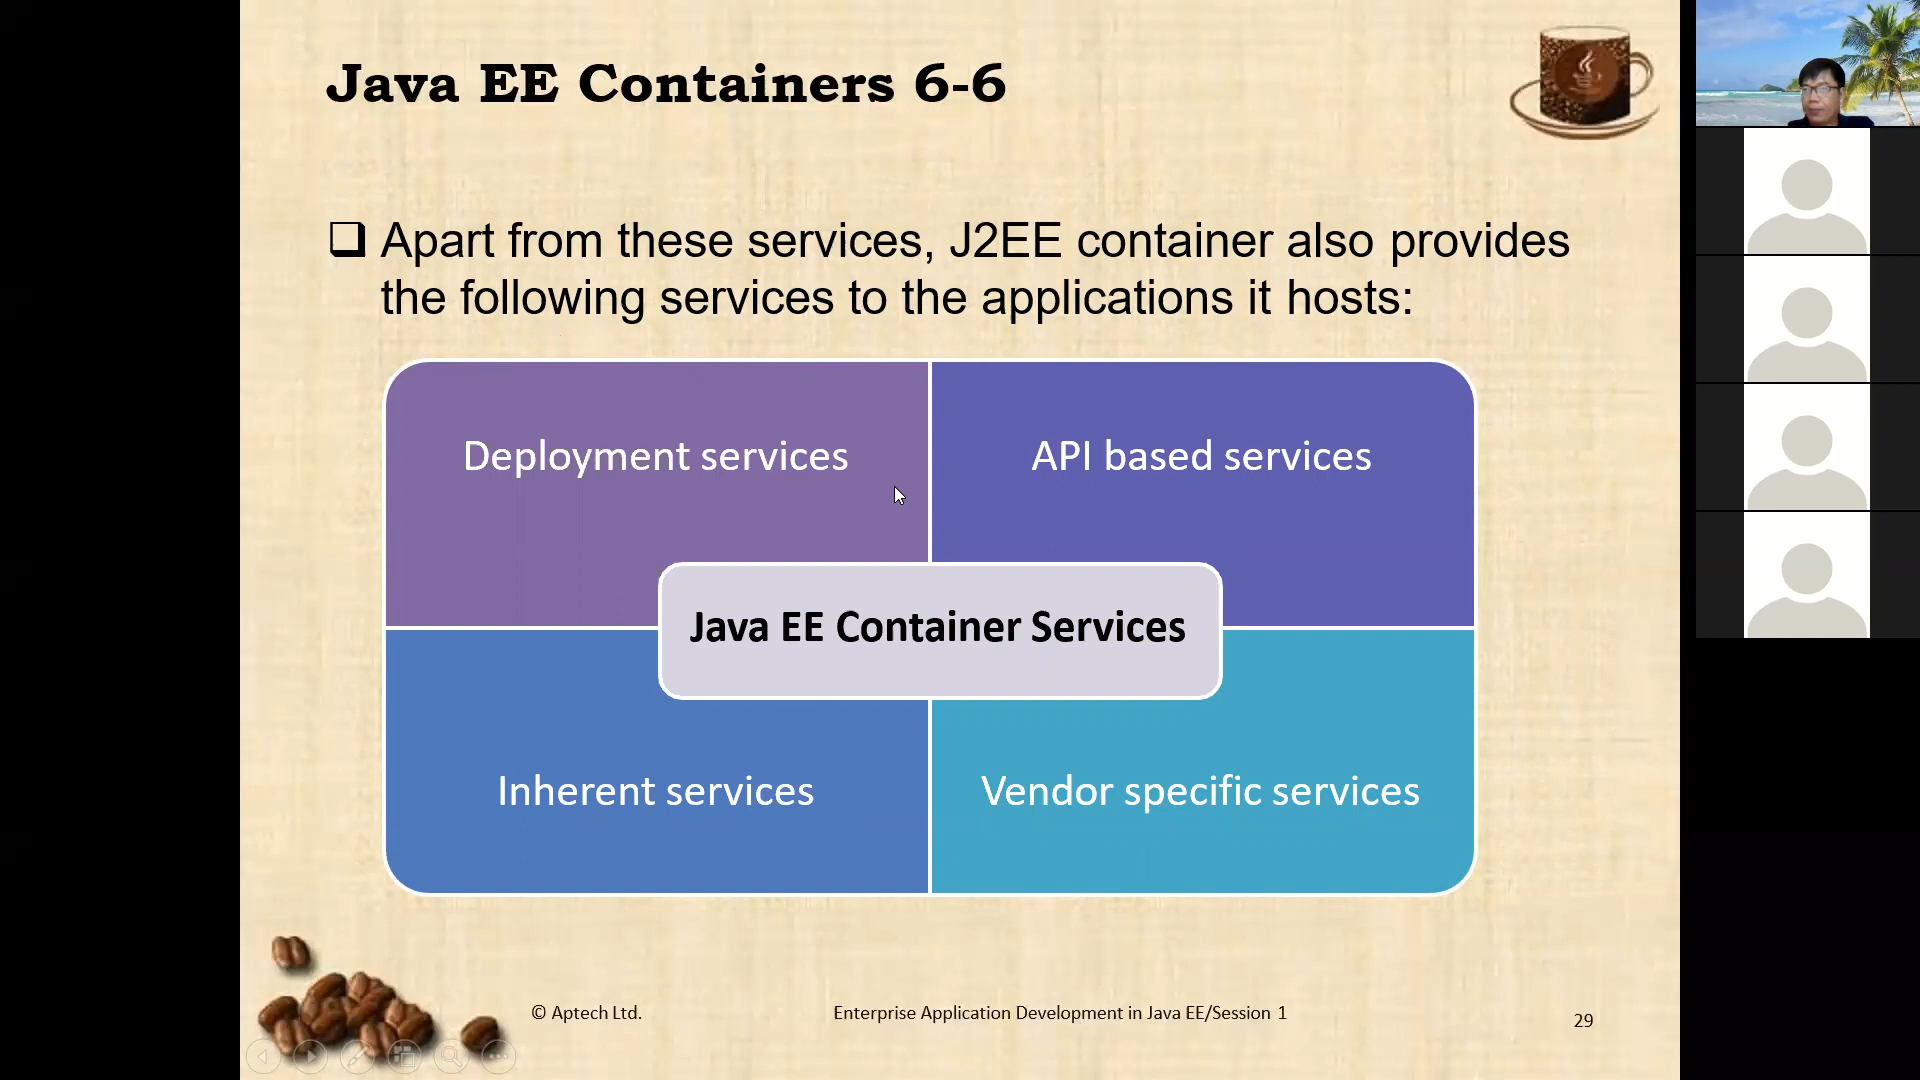 Java EE Containers 6-6
Apart from these services, J2EE container also provides
the following services to the applications it hosts:
Deployment services
API based services
Java EE Container Services
Inherent services
Vendor specific services
© Aptech Ltd.
Enterprise Application Development in Java EE/Session 1
29